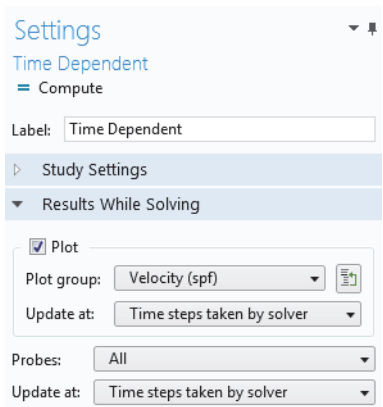 Settings
Time Dependent
= Compute
Label: Time Dependent
Study Settings
Results While Solving
Plot
Plot group: Velocity (spf)
Update at: Time steps taken by solver
Probes: All
Update at: Time steps taken by solver